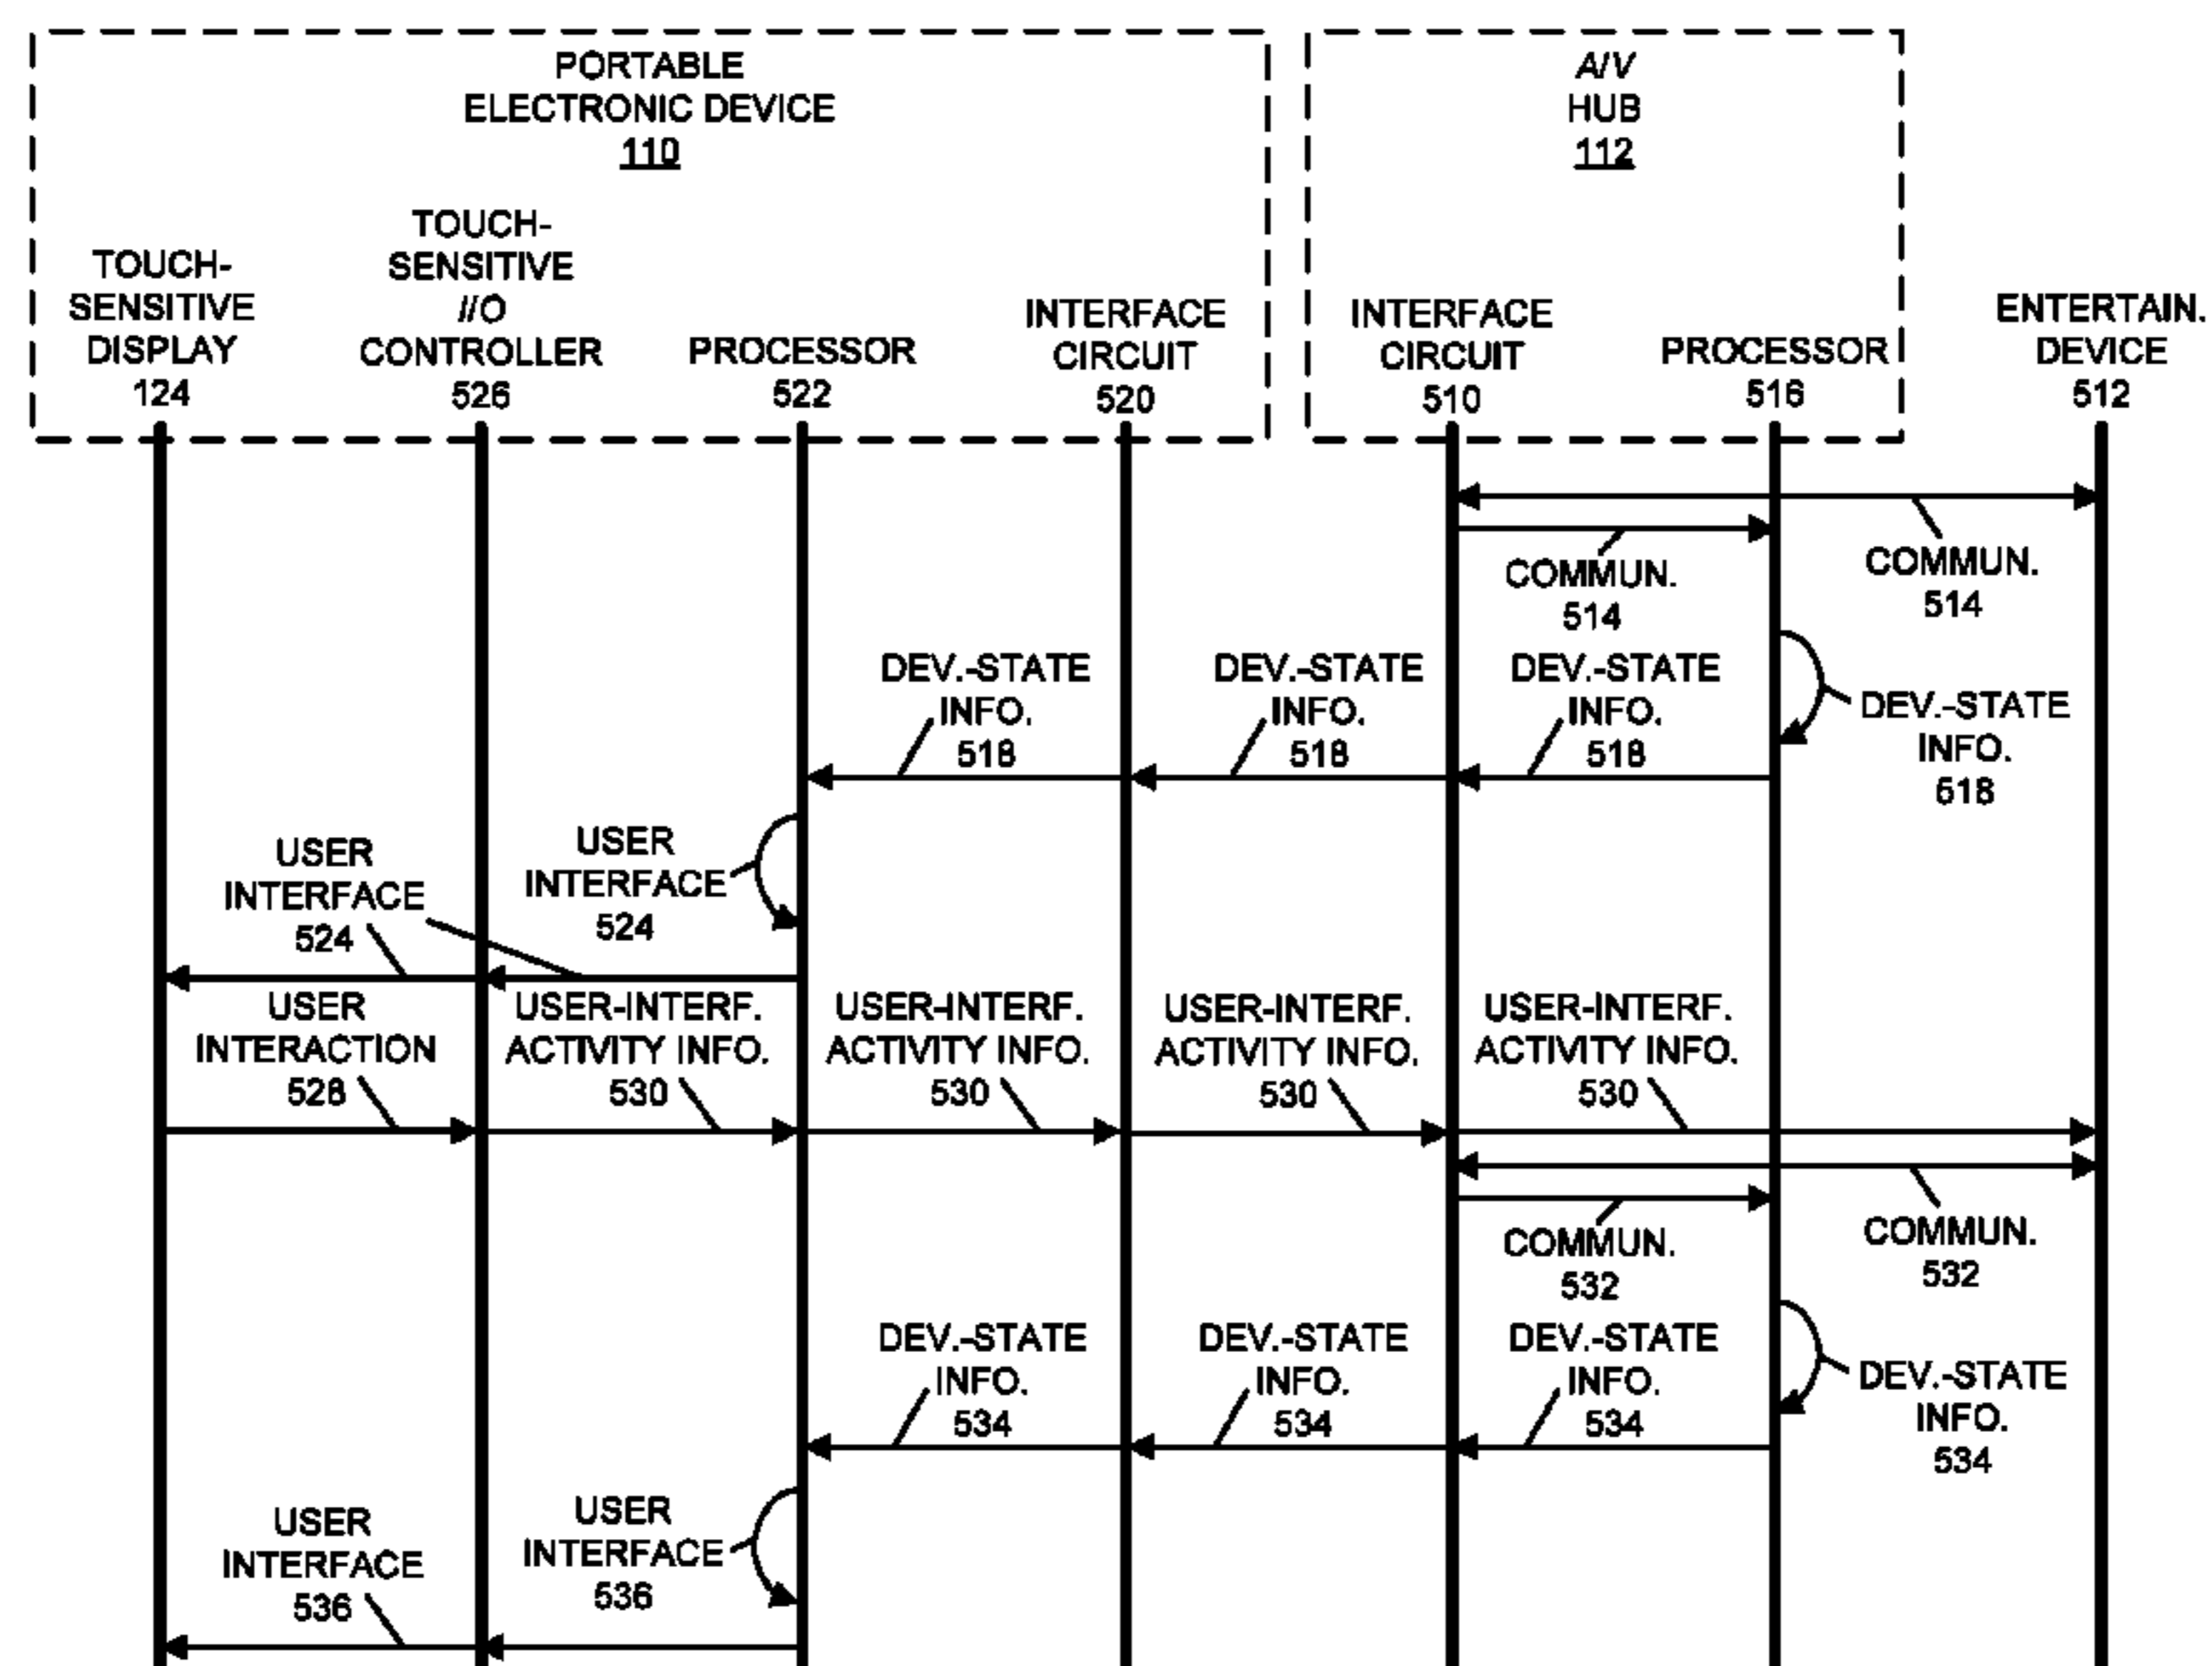 PORTABLE
ELECTRONIC DEVICE
110
A/V
HUB
112
TOUCH-
SENSITIVE
DISPLAY
124
TOUCH-
SENSITIVE
I/O
CONTROLLER
526
PROCESSOR
522
INTERFACE
CIRCUIT
520
INTERFACE
CIRCUIT
510
PROCESSOR
516
ENTERTAIN.
DEVICE
512
COMMUN.
514
COMMUN.
514
DEV.-STATE
INFO.
518
DEV.-STATE
INFO.
518
DEV.-STATE
INFO.
518
DEV.-STATE
INFO.
518
USER
INTERFACE
524
USER
INTERFACE
524
USER
INTERACTION
528
USER-INTERF.
ACTIVITY INFO.
530
USER-INTERF.
ACTIVITY INFO.
530
USER-INTERF.
ACTIVITY INFO.
530
USER-INTERF.
ACTIVITY INFO.
530
COMMUN.
532
COMMUN.
532
DEV.-STATE
INFO.
534
DEV.-STATE
INFO.
534
DEV.-STATE
INFO.
534
DEV.-STATE
INFO.
534
USER
INTERFACE
536
USER
INTERFACE
536